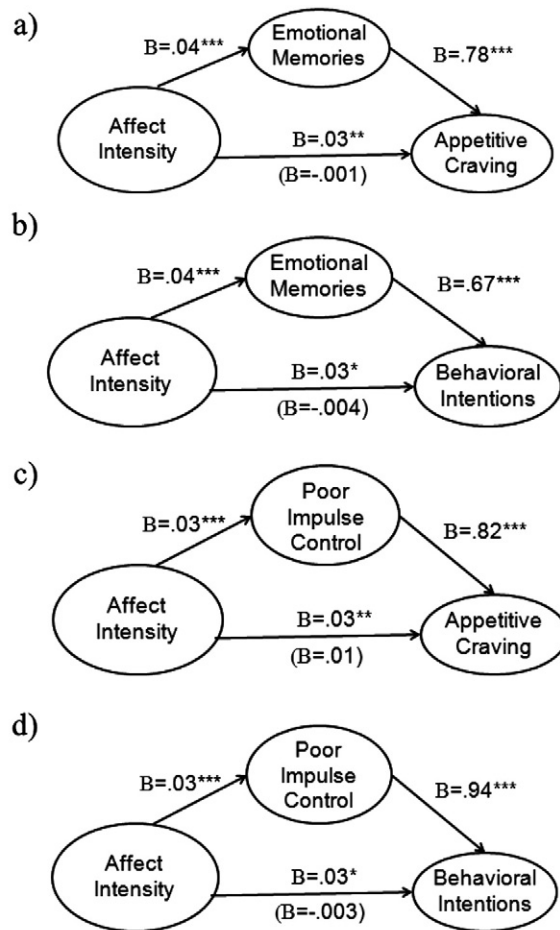 a)
Emotional
Memories
B=.04***
B=.78***
Affect
Intensity
B=.03**
(B=-.001)
Appetitive
Craving
b)
Emotional
Memories
B=.04***
B=.67***
Affect
Intensity
B=.03*
(B=-.004)
Behavioral
Intentions
c)
Poor
Impulse
Control
B=.03***
B=.82***
Affect
Intensity
B=.03**
(B=.01)
Appetitive
Craving
d)
Poor
Impulse
Control
B=.03***
B=.94***
Affect
Intensity
B=.03*
(B=-.003)
Behavioral
Intentions